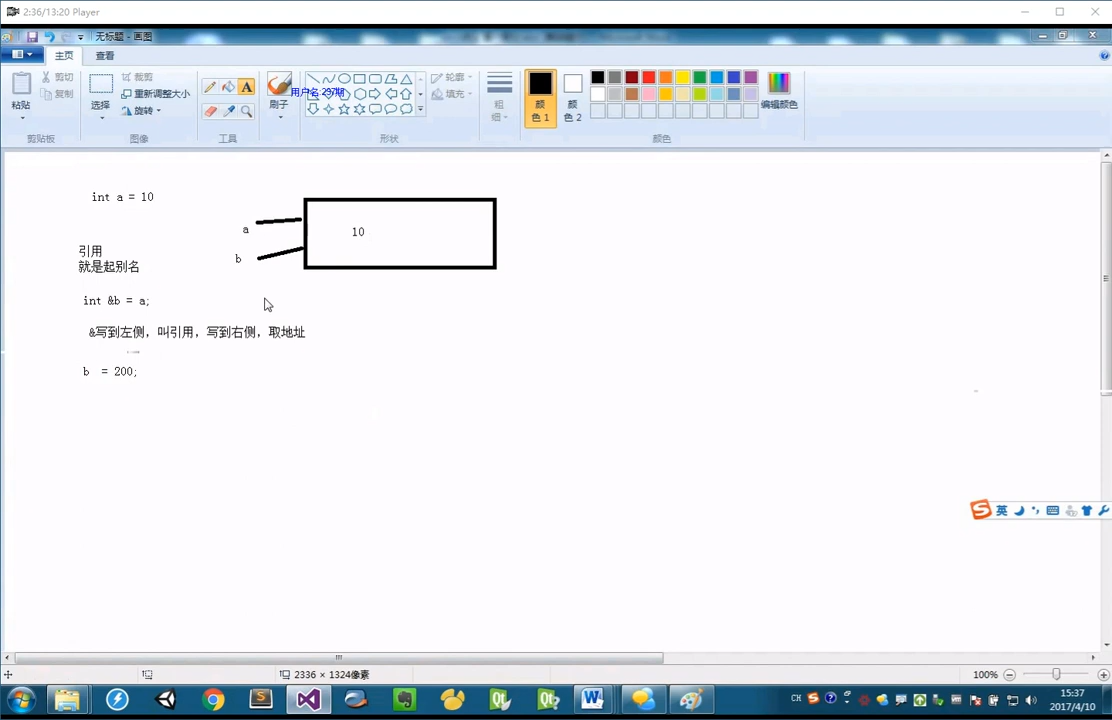 2:36/13:20 Player
无标题 - 画图
主页
查看
粘贴
剪切
复制
剪贴板
选择
裁剪
重新调整大小
旋转
图像
A
工具
刷子
用户名:297期
形状
轮廓
填充
粗
细
颜
色 1
颜
色 2
编辑颜色
颜色
int a = 10
a
10
引用
就是起别名
b
int &b = a;
&写到左侧，叫引用，写到右侧，取地址
b = 200;
英
2336 × 1324像素
100%
CH
15:37
2017/4/10